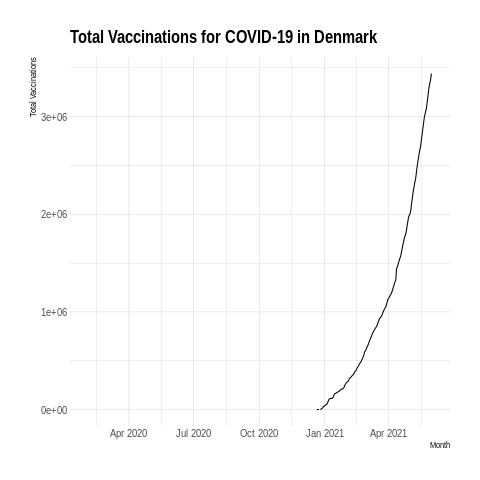 Total Vaccinations for COVID-19 in Denmark
Total Vaccinations
3e+06
2e+06
1e+06
0e+00
Apr 2020 Jul 2020 Oct 2020 Jan 2021 Apr 2021
Month